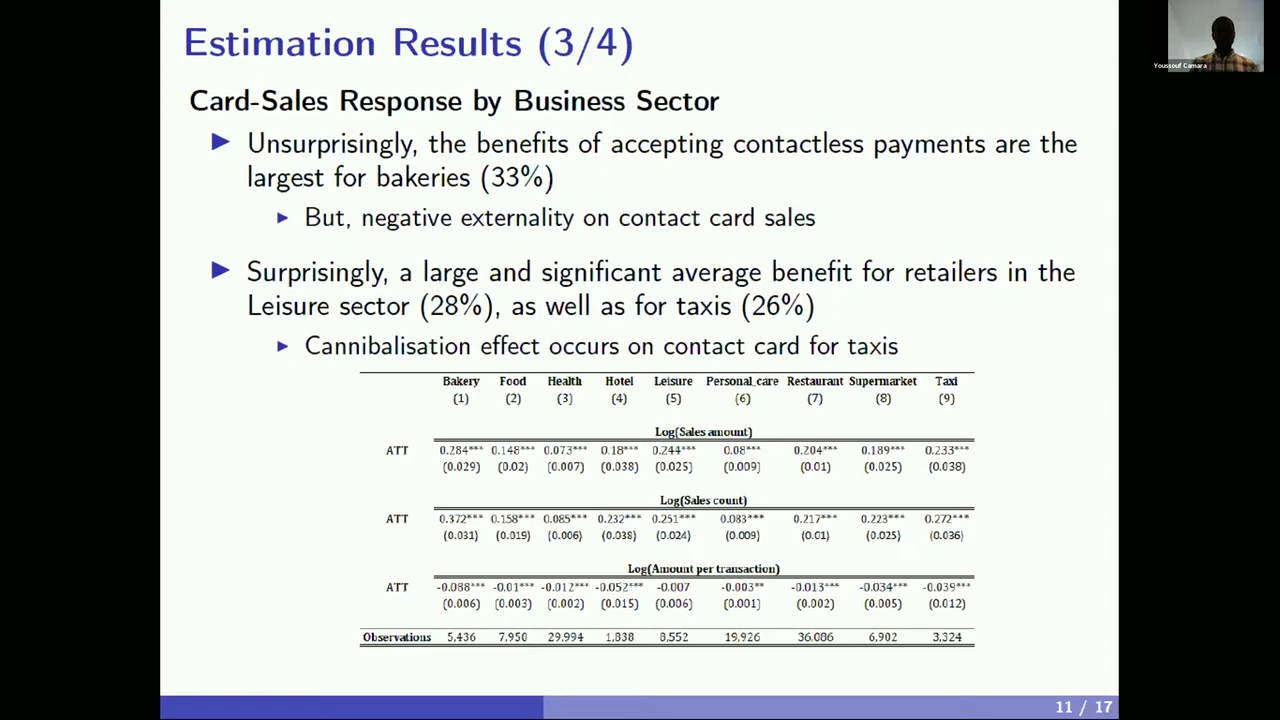 Estimation Results (3/4)
Youssouf Camara
Card-Sales Response by Business Sector
Unsurprisingly, the benefits of accepting contactless payments are the
largest for bakeries (33%)
But, negative externality on contact card sales
Surprisingly, a large and significant average benefit for retailers in the
Leisure sector (28%), as well as for taxis (26%)
Cannibalisation effect occurs on contact card for taxis
Bakery Food Health Hotel Leisure Personal_care Restaurant Supermarket Taxi
(1) (2) (3) (4) (5) (6) (7) (8) (9)
Log(Sales amount)
ATT 0.284*** 0.148*** 0.073*** 0.18*** 0.244*** 0.08*** 0.204*** 0.189*** 0.233***
(0.029) (0.02) (0.007) (0.038) (0.025) (0.009) (0.01) (0.025) (0.038)
Log(Sales count)
ATT 0.372*** 0.158*** 0.085*** 0.232*** 0.251*** 0.083*** 0.217*** 0.223*** 0.272***
(0.031) (0.019) (0.006) (0.038) (0.024) (0.009) (0.01) (0.025) (0.036)
Log(Amount per transaction)
ATT -0.088*** -0.01*** -0.012*** -0.052*** -0.007 -0.003** -0.013*** -0.034*** -0.039***
(0.006) (0.003) (0.002) (0.015) (0.006) (0.001) (0.002) (0.005) (0.012)
Observations 5,436 7,950 29,994 1,838 8,552 19,926 36,086 6,902 3,324
11 / 17